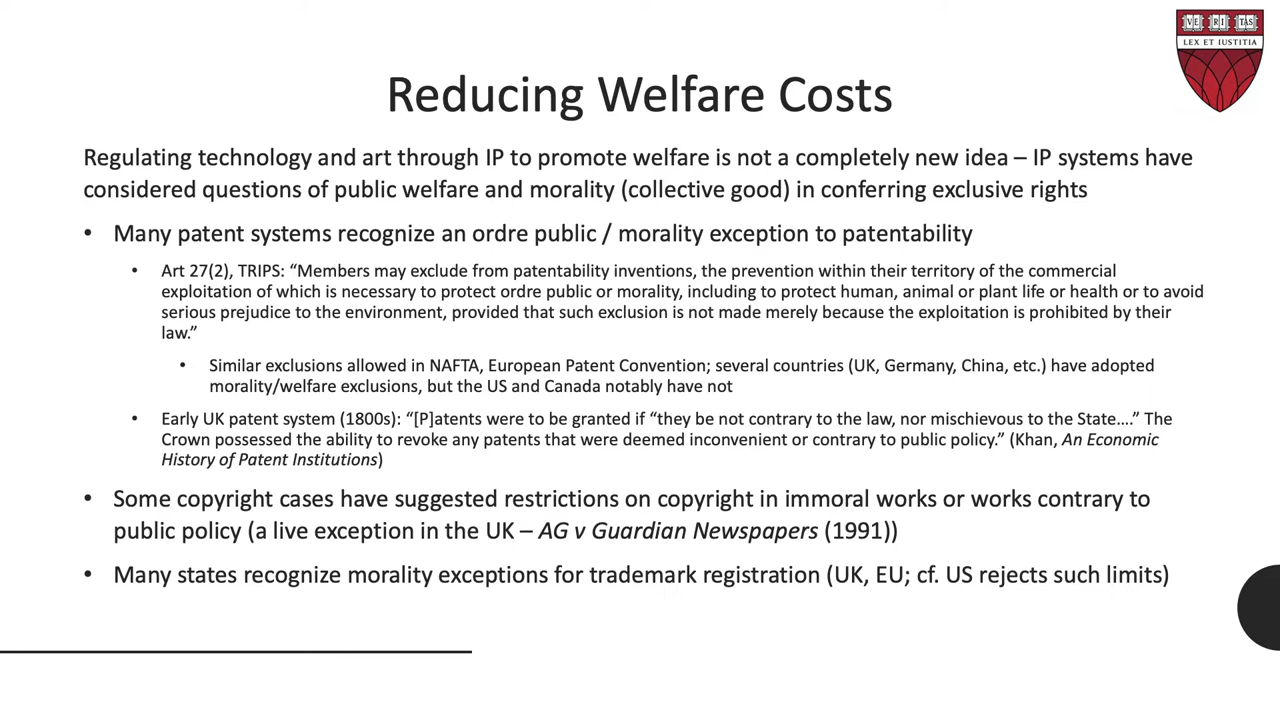 VE RI TAS
LEX ET IUSTITIA
Reducing Welfare Costs
Regulating technology and art through IP to promote welfare is not a completely new idea – IP systems have
considered questions of public welfare and morality (collective good) in conferring exclusive rights
• Many patent systems recognize an ordre public / morality exception to patentability
• Art 27(2), TRIPS: “Members may exclude from patentability inventions, the prevention within their territory of the commercial
exploitation of which is necessary to protect ordre public or morality, including to protect human, animal or plant life or health or to avoid
serious prejudice to the environment, provided that such exclusion is not made merely because the exploitation is prohibited by their
law.”
• Similar exclusions allowed in NAFTA, European Patent Convention; several countries (UK, Germany, China, etc.) have adopted
morality/welfare exclusions, but the US and Canada notably have not
• Early UK patent system (1800s): “[P]atents were to be granted if “they be not contrary to the law, nor mischievous to the State….” The
Crown possessed the ability to revoke any patents that were deemed inconvenient or contrary to public policy.” (Khan, An Economic
History of Patent Institutions)
• Some copyright cases have suggested restrictions on copyright in immoral works or works contrary to
public policy (a live exception in the UK – AG v Guardian Newspapers (1991))
• Many states recognize morality exceptions for trademark registration (UK, EU; cf. US rejects such limits)